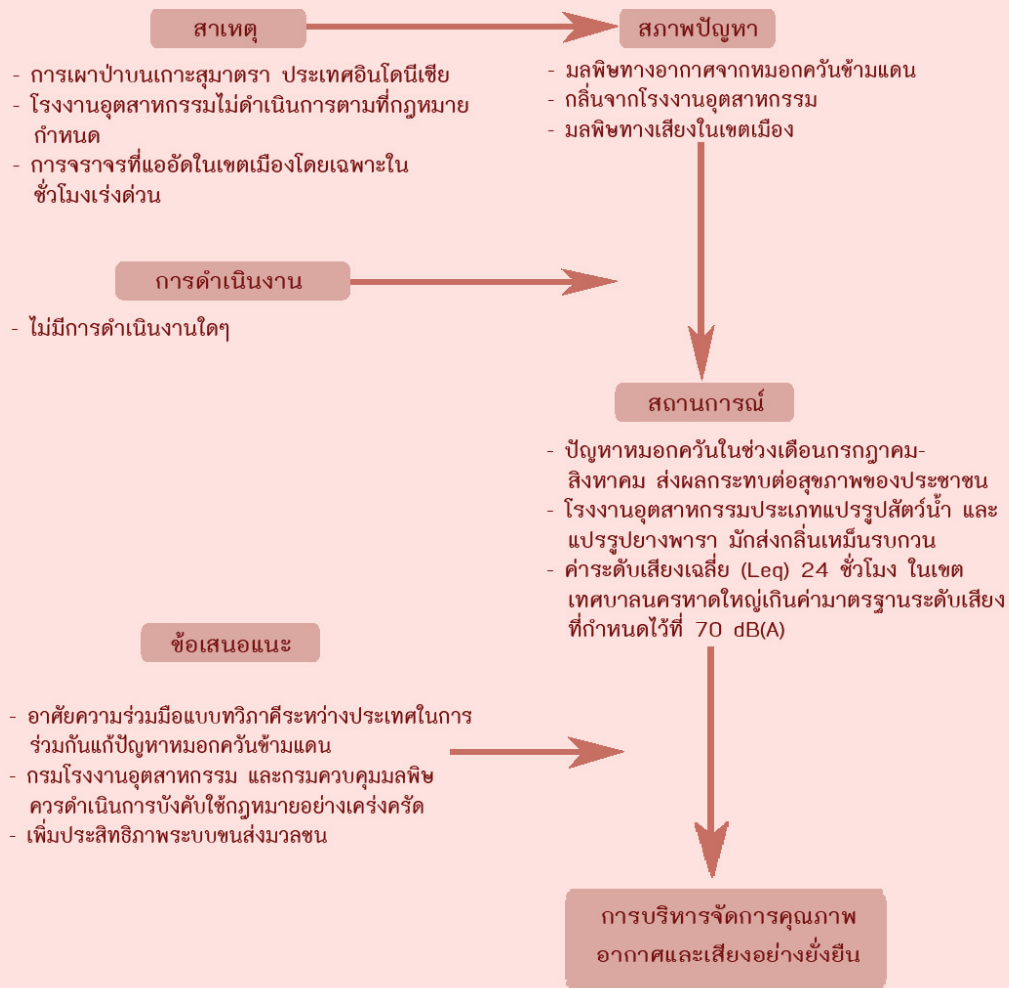 สาเหตุ
สภาพปัญหา
- การเผาป่าบนเกาะสุมาตรา ประเทศอินโดนีเซีย
- โรงงานอุตสาหกรรมไม่ดำเนินการตามที่กฎหมาย
กำหนด
- การจราจรที่แออัดในเขตเมืองโดยเฉพาะใน
ชั่วโมงเร่งด่วน
- มลพิษทางอากาศจากหมอกควันข้ามแดน
- กลิ่นจากโรงงานอุตสาหกรรม
- มลพิษทางเสียงในเขตเมือง
การดำเนินงาน
- ไม่มีการดำเนินงานใดๆ
สถานการณ์
- ปัญหาหมอกควันในช่วงเดือนกรกฎาคม-
สิงหาคม ส่งผลกระทบต่อสุขภาพของประชาชน
- โรงงานอุตสาหกรรมประเภทแปรรูปสัตว์น้ำ และ
แปรรูปยางพารา มักส่งกลิ่นเหม็นรบกวน
- ค่าระดับเสียงเฉลี่ย (Leq) 24 ชั่วโมง ในเขต
เทศบาลนครหาดใหญ่เกินค่ามาตรฐานระดับเสียง
ที่กำหนดไว้ที่ 70 dB(A)
ข้อเสนอแนะ
- อาศัยความร่วมมือแบบทวิภาคีระหว่างประเทศในการ
ร่วมกันแก้ปัญหาหมอกควันข้ามแดน
- กรมโรงงานอุตสาหกรรม และกรมควบคุมมลพิษ
ควรดำเนินการบังคับใช้กฎหมายอย่างเคร่งครัด
- เพิ่มประสิทธิภาพระบบขนส่งมวลชน
การบริหารจัดการคุณภาพ
อากาศและเสียงอย่างยั่งยืน